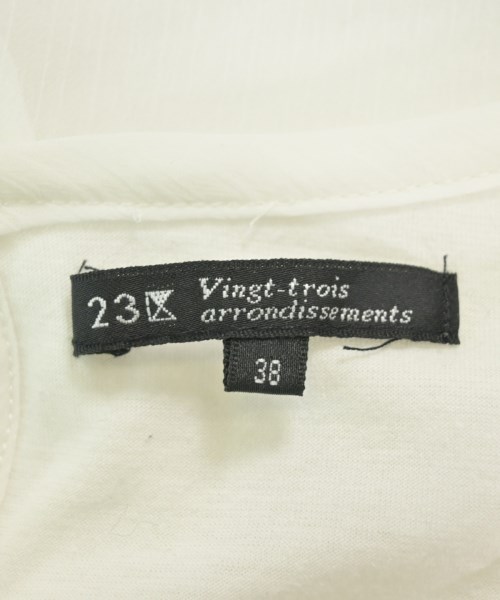 23区 Vingt-trois
arrondissements
38